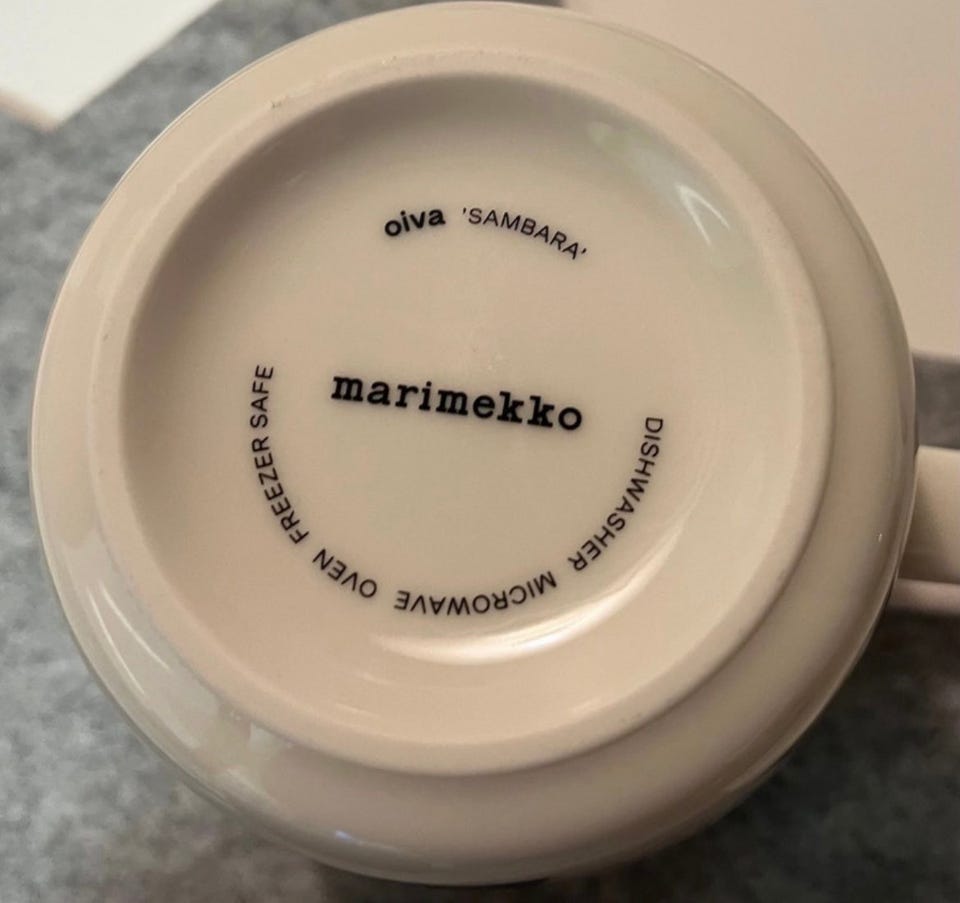 oiva 'SAMBARA'
marimekko
DISHWASHER MICROWAVE OVEN FREEZER SAFE